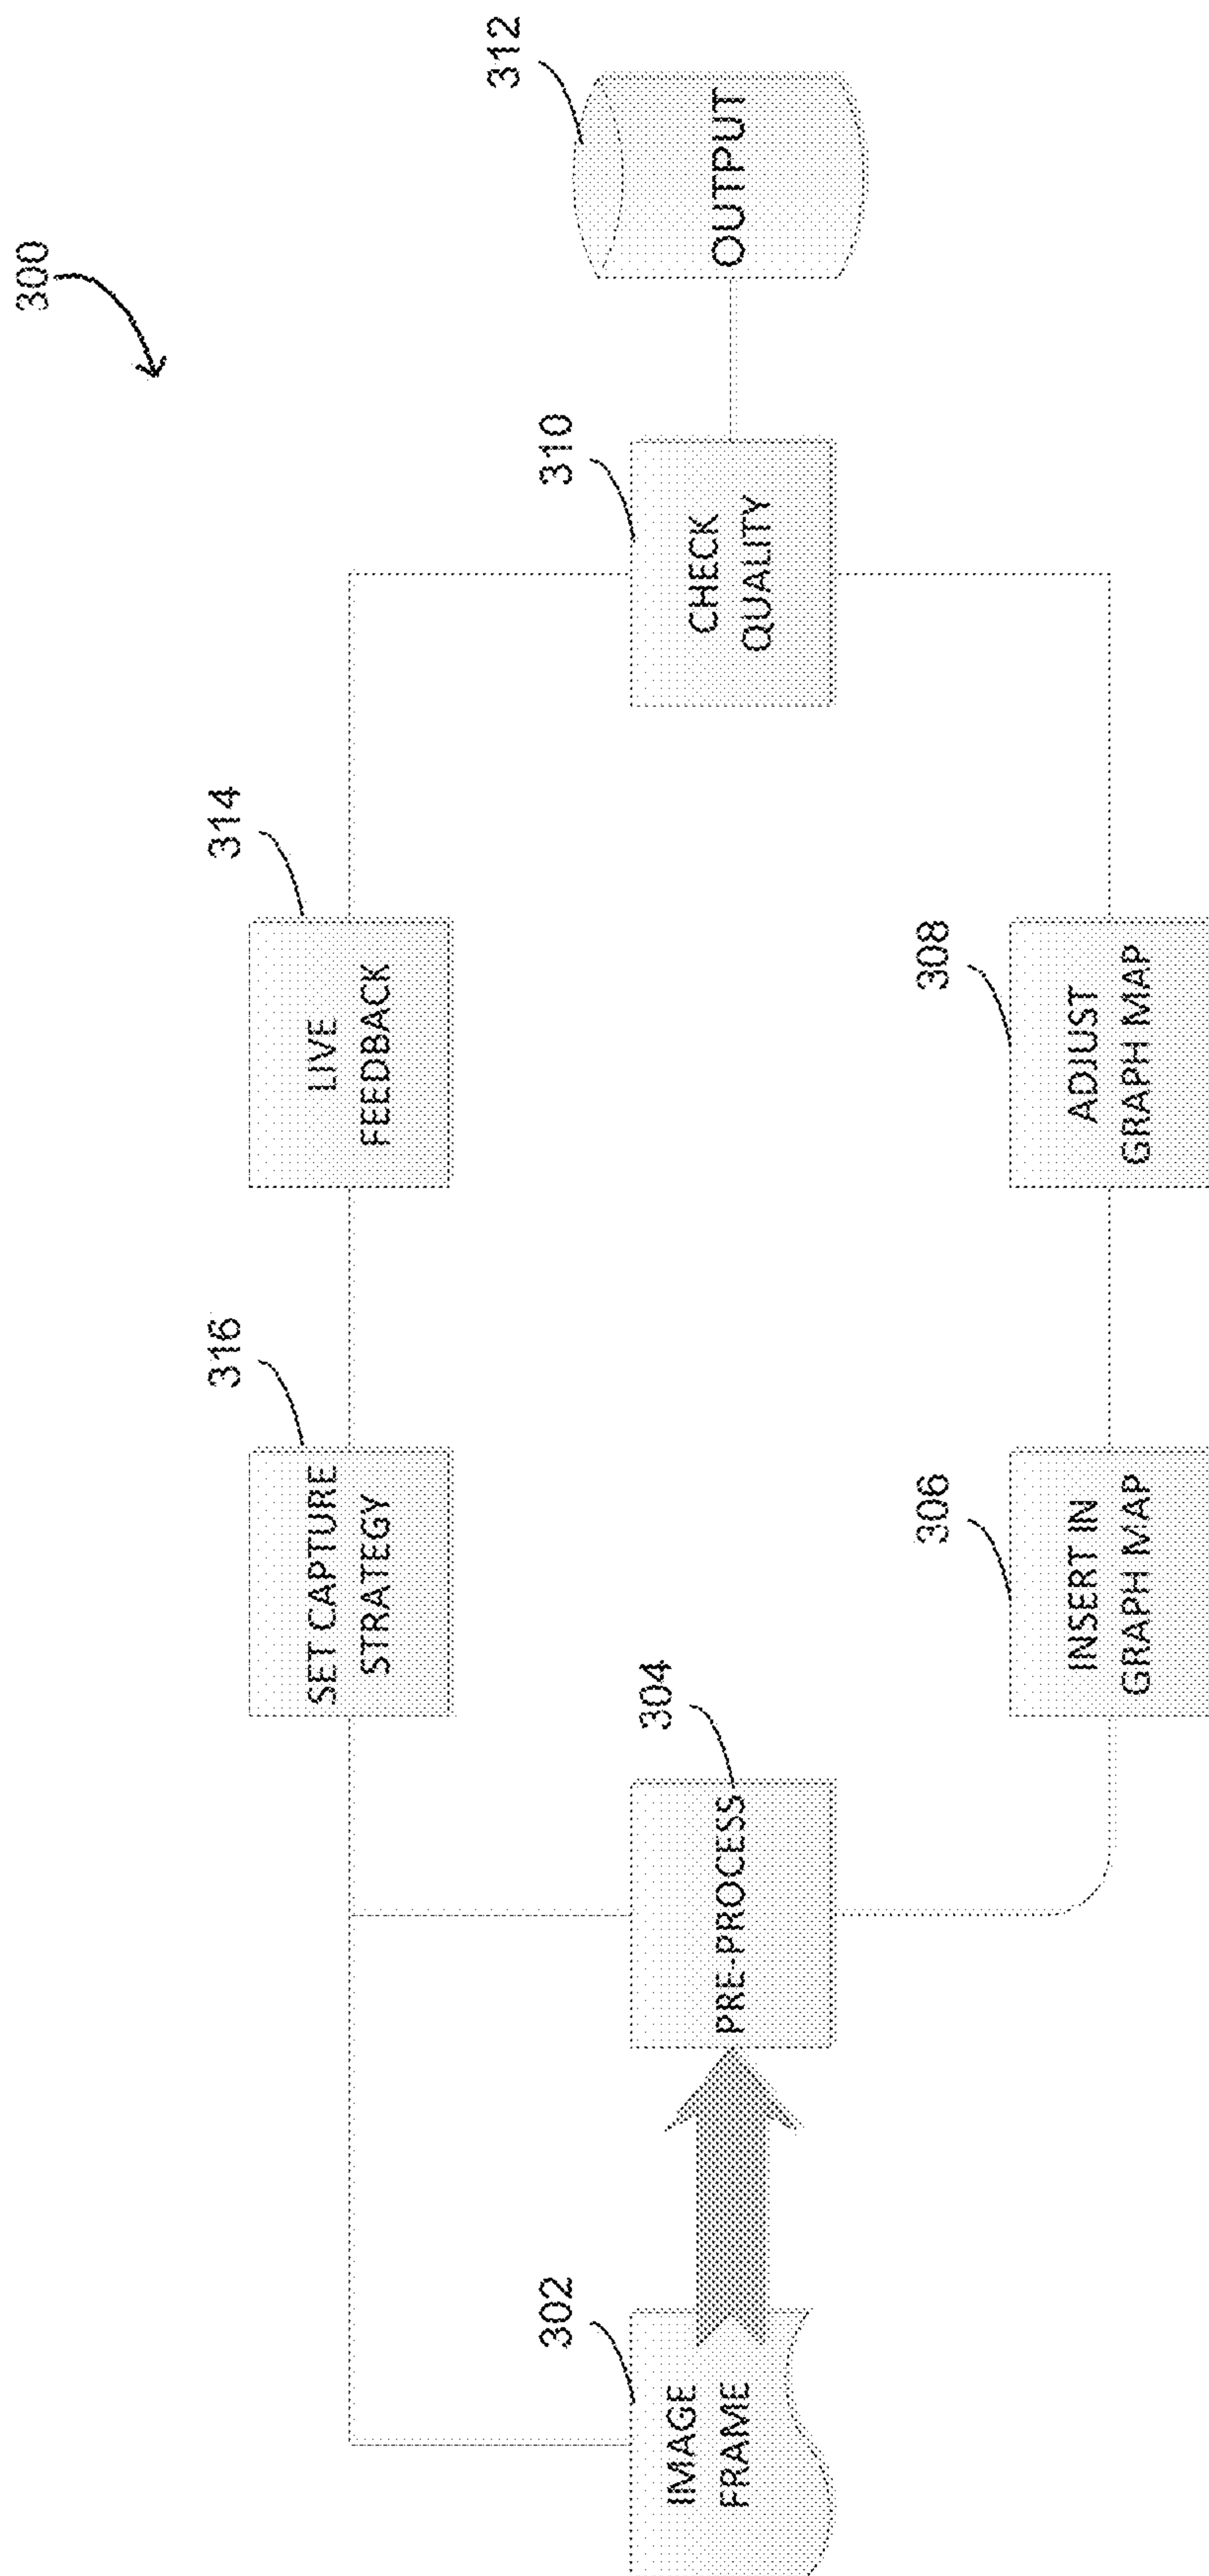 300
316
SET CAPTURE
STRATEGY
314
LIVE
FEEDBACK
302
IMAGE
FRAME
304
PRE-PROCESS
310
CHECK
QUALITY
312
OUTPUT
306
INSERT IN
GRAPH MAP
308
ADJUST
GRAPH MAP